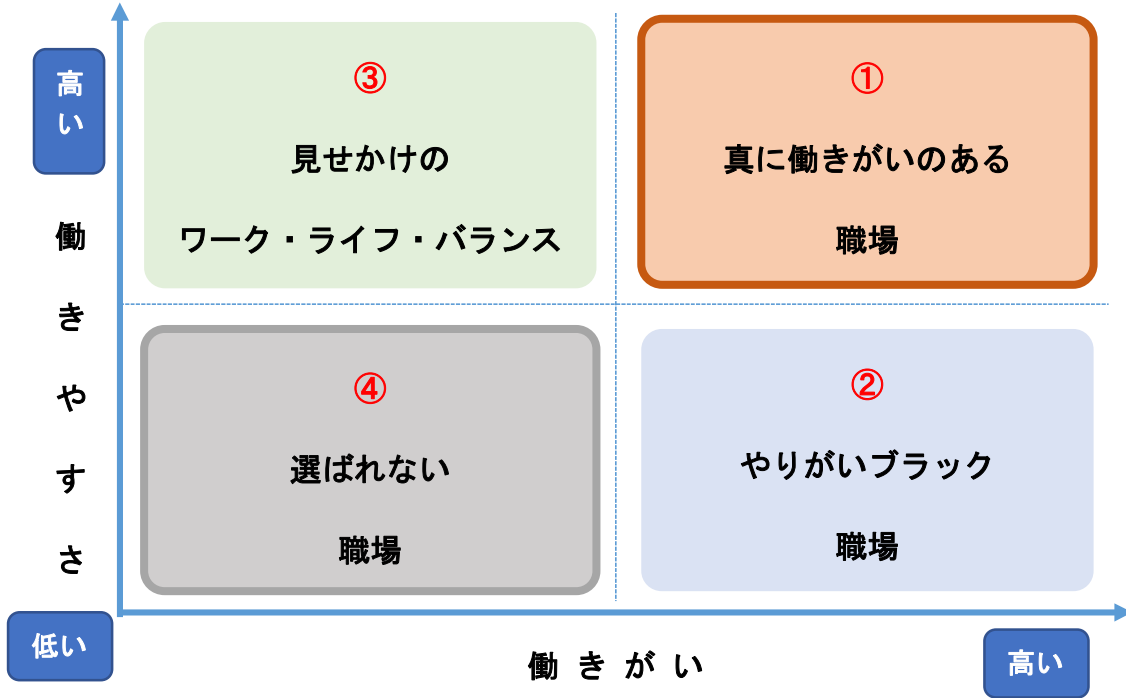 高い
働きやすさ
③
見せかけの
ワーク・ライフ・バランス
①
真に働きがいのある
職場
④
選ばれない
職場
②
やりがいブラック
職場
低い
働きがい
高い